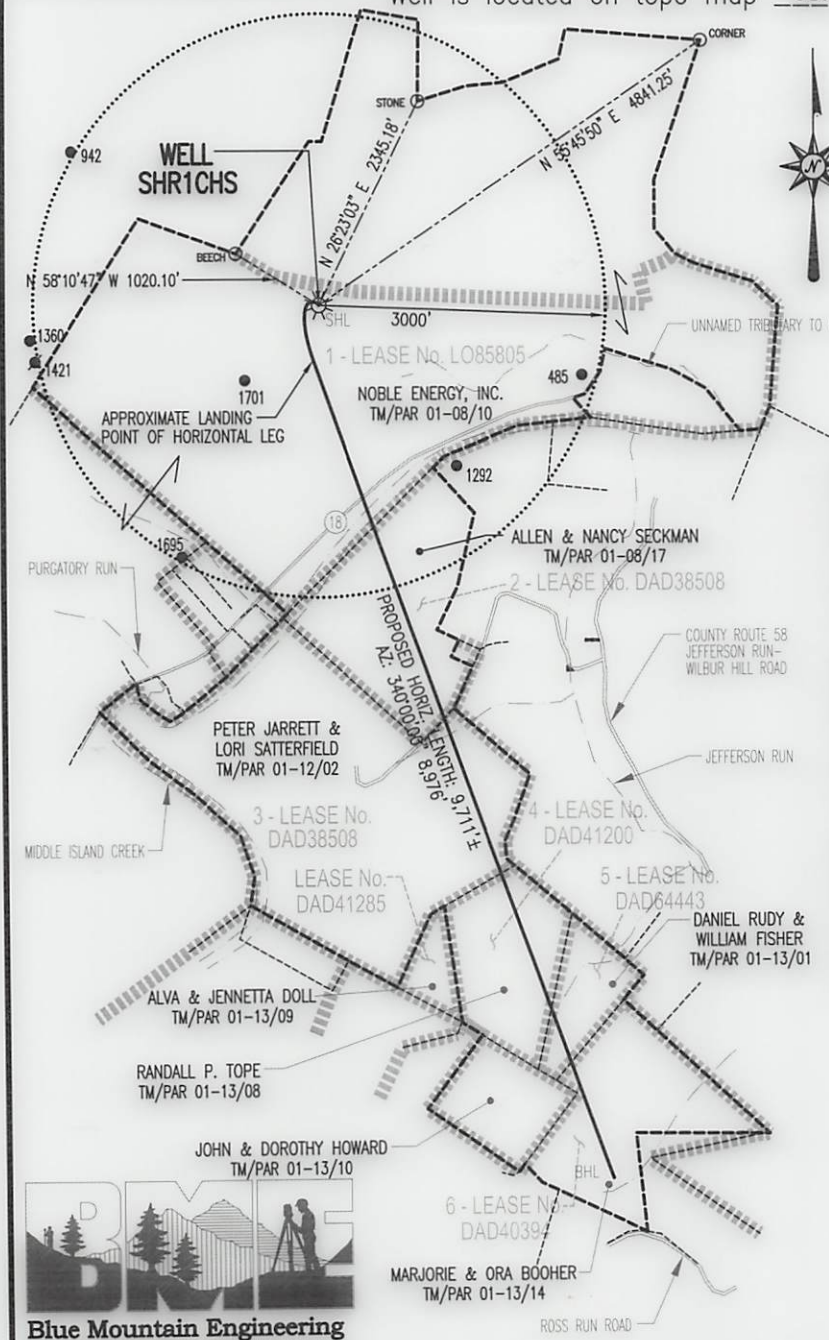 Well is located on topo map
CORNER
STONE
N 26°23'03" E 2345.18'
N 55°45'50" E 4841.25'
942
WELL
SHR1CHS
N
BEECH
N 58°10'47" W 1020.10'
SHL
3000'
UNNAMED TRIBUTARY TO
1360
1421
1701
1 - LEASE No. LO85805
485
NOBLE ENERGY, INC.
TM/PAR 01-08/10
APPROXIMATE LANDING
POINT OF HORIZONTAL LEG
1292
18
1695
ALLEN & NANCY SECKMAN
TM/PAR 01-08/17
PURGATORY RUN
2 - LEASE No. DAD38508
PROPOSED HORIZ. LENGTH: 9,711'±
AZ: 340°00'00" 8,976'
COUNTY ROUTE 58
JEFFERSON RUN-
WILBUR HILL ROAD
PETER JARRETT &
LORI SATTERFIELD
TM/PAR 01-12/02
JEFFERSON RUN
3 - LEASE No.
DAD38508
4 - LEASE No.
DAD41200
MIDDLE ISLAND CREEK
LEASE No.
DAD41285
5 - LEASE No.
DAD64443
DANIEL RUDY &
WILLIAM FISHER
TM/PAR 01-13/01
ALVA & JENNETTA DOLL
TM/PAR 01-13/09
RANDALL P. TOPE
TM/PAR 01-13/08
JOHN & DOROTHY HOWARD
TM/PAR 01-13/10
BHL
6 - LEASE No.
DAD40394
MARJORIE & ORA BOOHER
TM/PAR 01-13/14
ROSS RUN ROAD
BME
Blue Mountain Engineering